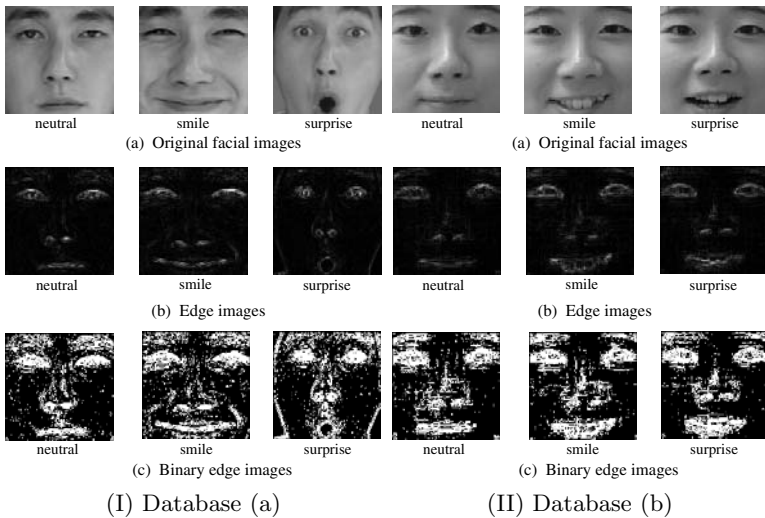 neutral smile surprise neutral smile surprise
(a) Original facial images (a) Original facial images
neutral smile surprise neutral smile surprise
(b) Edge images (b) Edge images
neutral smile surprise neutral smile surprise
(c) Binary edge images (c) Binary edge images
(I) Database (a) (II) Database (b)